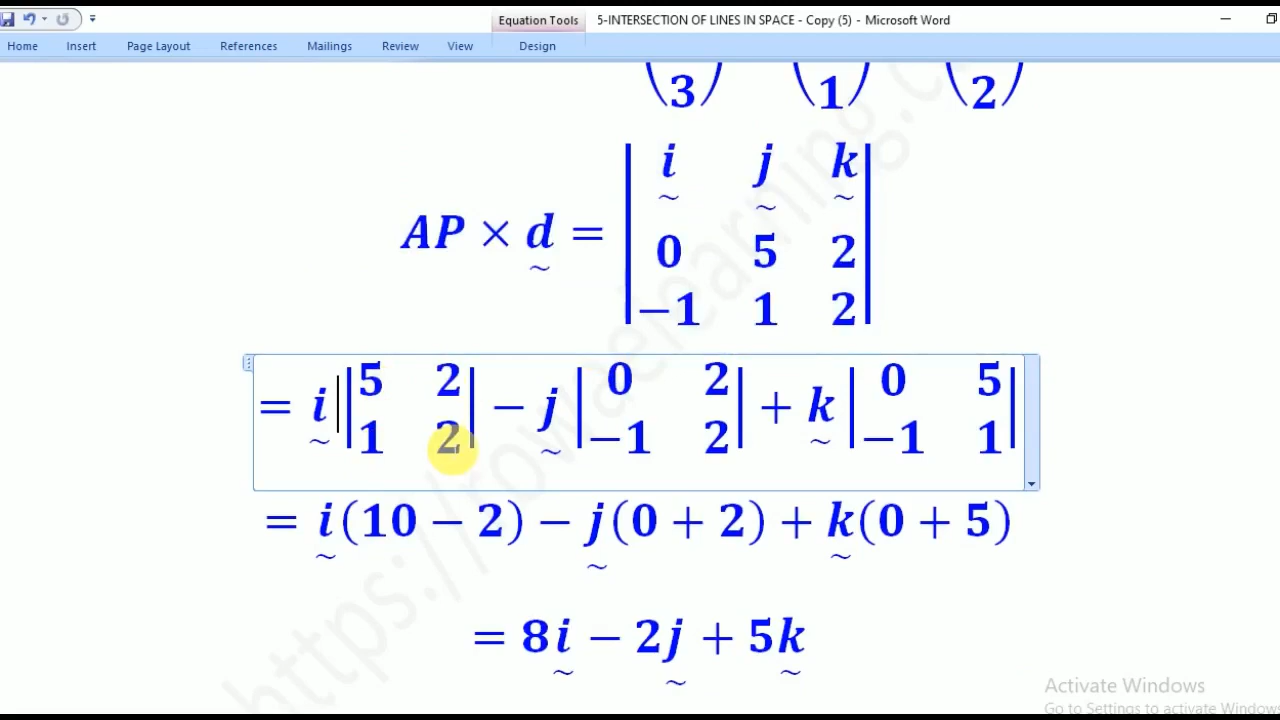 Equation Tools 5-INTERSECTION OF LINES IN SPACE - Copy (5) - Microsoft Word
Home Insert Page Layout References Mailings Review View Design
(3) (1) (2)
AP × d = | i j k |
| 0 5 2 |
| −1 1 2 |
= i |5 2| − j |0 2| + k |0 5|
|1 2| |−1 2| |−1 1|
= i(10 − 2) − j(0 + 2) + k(0 + 5)
= 8i − 2j + 5k
Activate Windows
Go to Settings to activate Windows